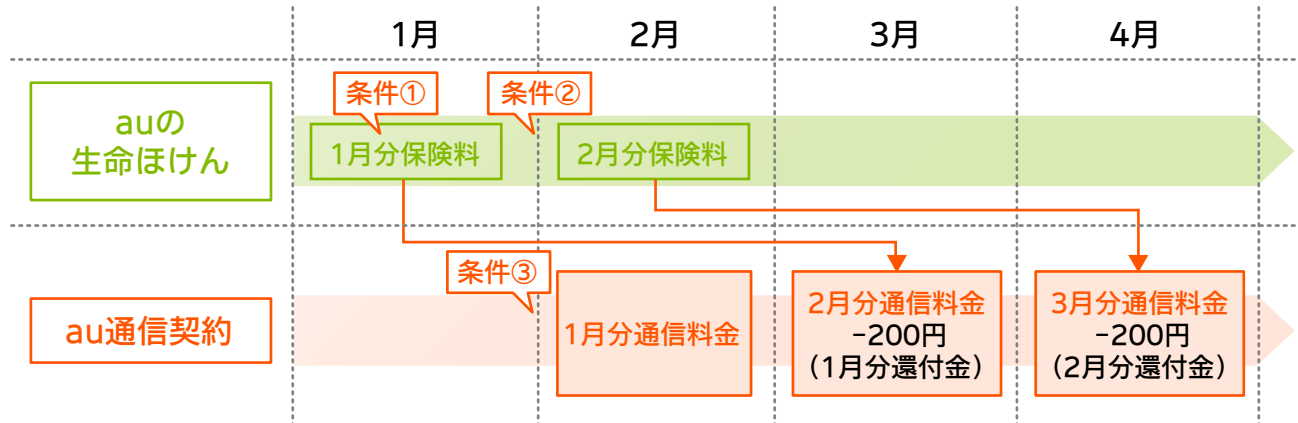 1月
2月
3月
4月
条件①
条件②
auの
生命ほけん
1月分保険料
2月分保険料
条件③
au通信契約
1月分通信料金
2月分通信料金
-200円
（1月分還付金）
3月分通信料金
-200円
（2月分還付金）